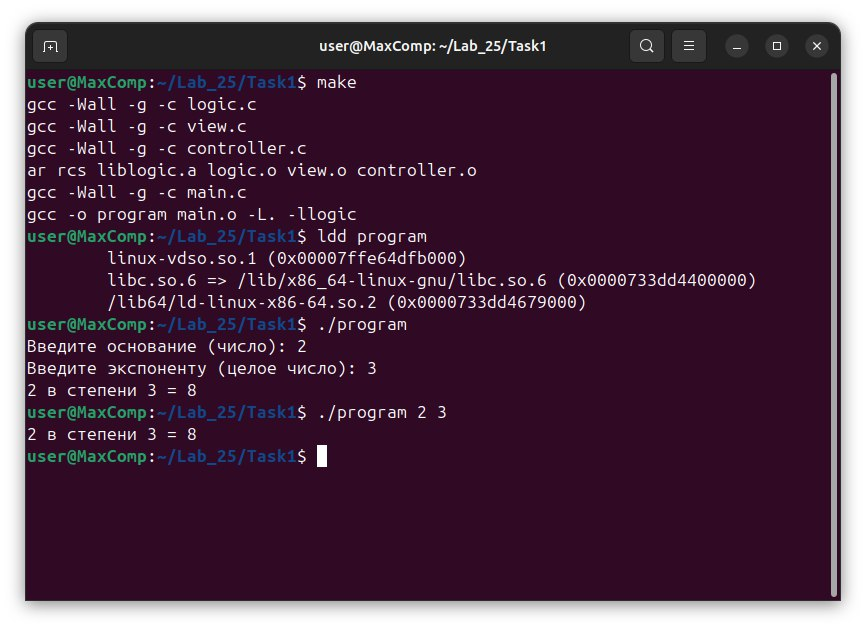 user@MaxComp: ~/Lab_25/Task1
user@MaxComp:~/Lab_25/Task1$ make
gcc -Wall -g -c logic.c
gcc -Wall -g -c view.c
gcc -Wall -g -c controller.c
ar rcs liblogic.a logic.o view.o controller.o
gcc -Wall -g -c main.c
gcc -o program main.o -L. -llogic
user@MaxComp:~/Lab_25/Task1$ ldd program
linux-vdso.so.1 (0x00007ffe64dfb000)
libc.so.6 => /lib/x86_64-linux-gnu/libc.so.6 (0x0000733dd4400000)
/lib64/ld-linux-x86-64.so.2 (0x0000733dd4679000)
user@MaxComp:~/Lab_25/Task1$ ./program
Введите основание (число): 2
Введите экспоненту (целое число): 3
2 в степени 3 = 8
user@MaxComp:~/Lab_25/Task1$ ./program 2 3
2 в степени 3 = 8
user@MaxComp:~/Lab_25/Task1$